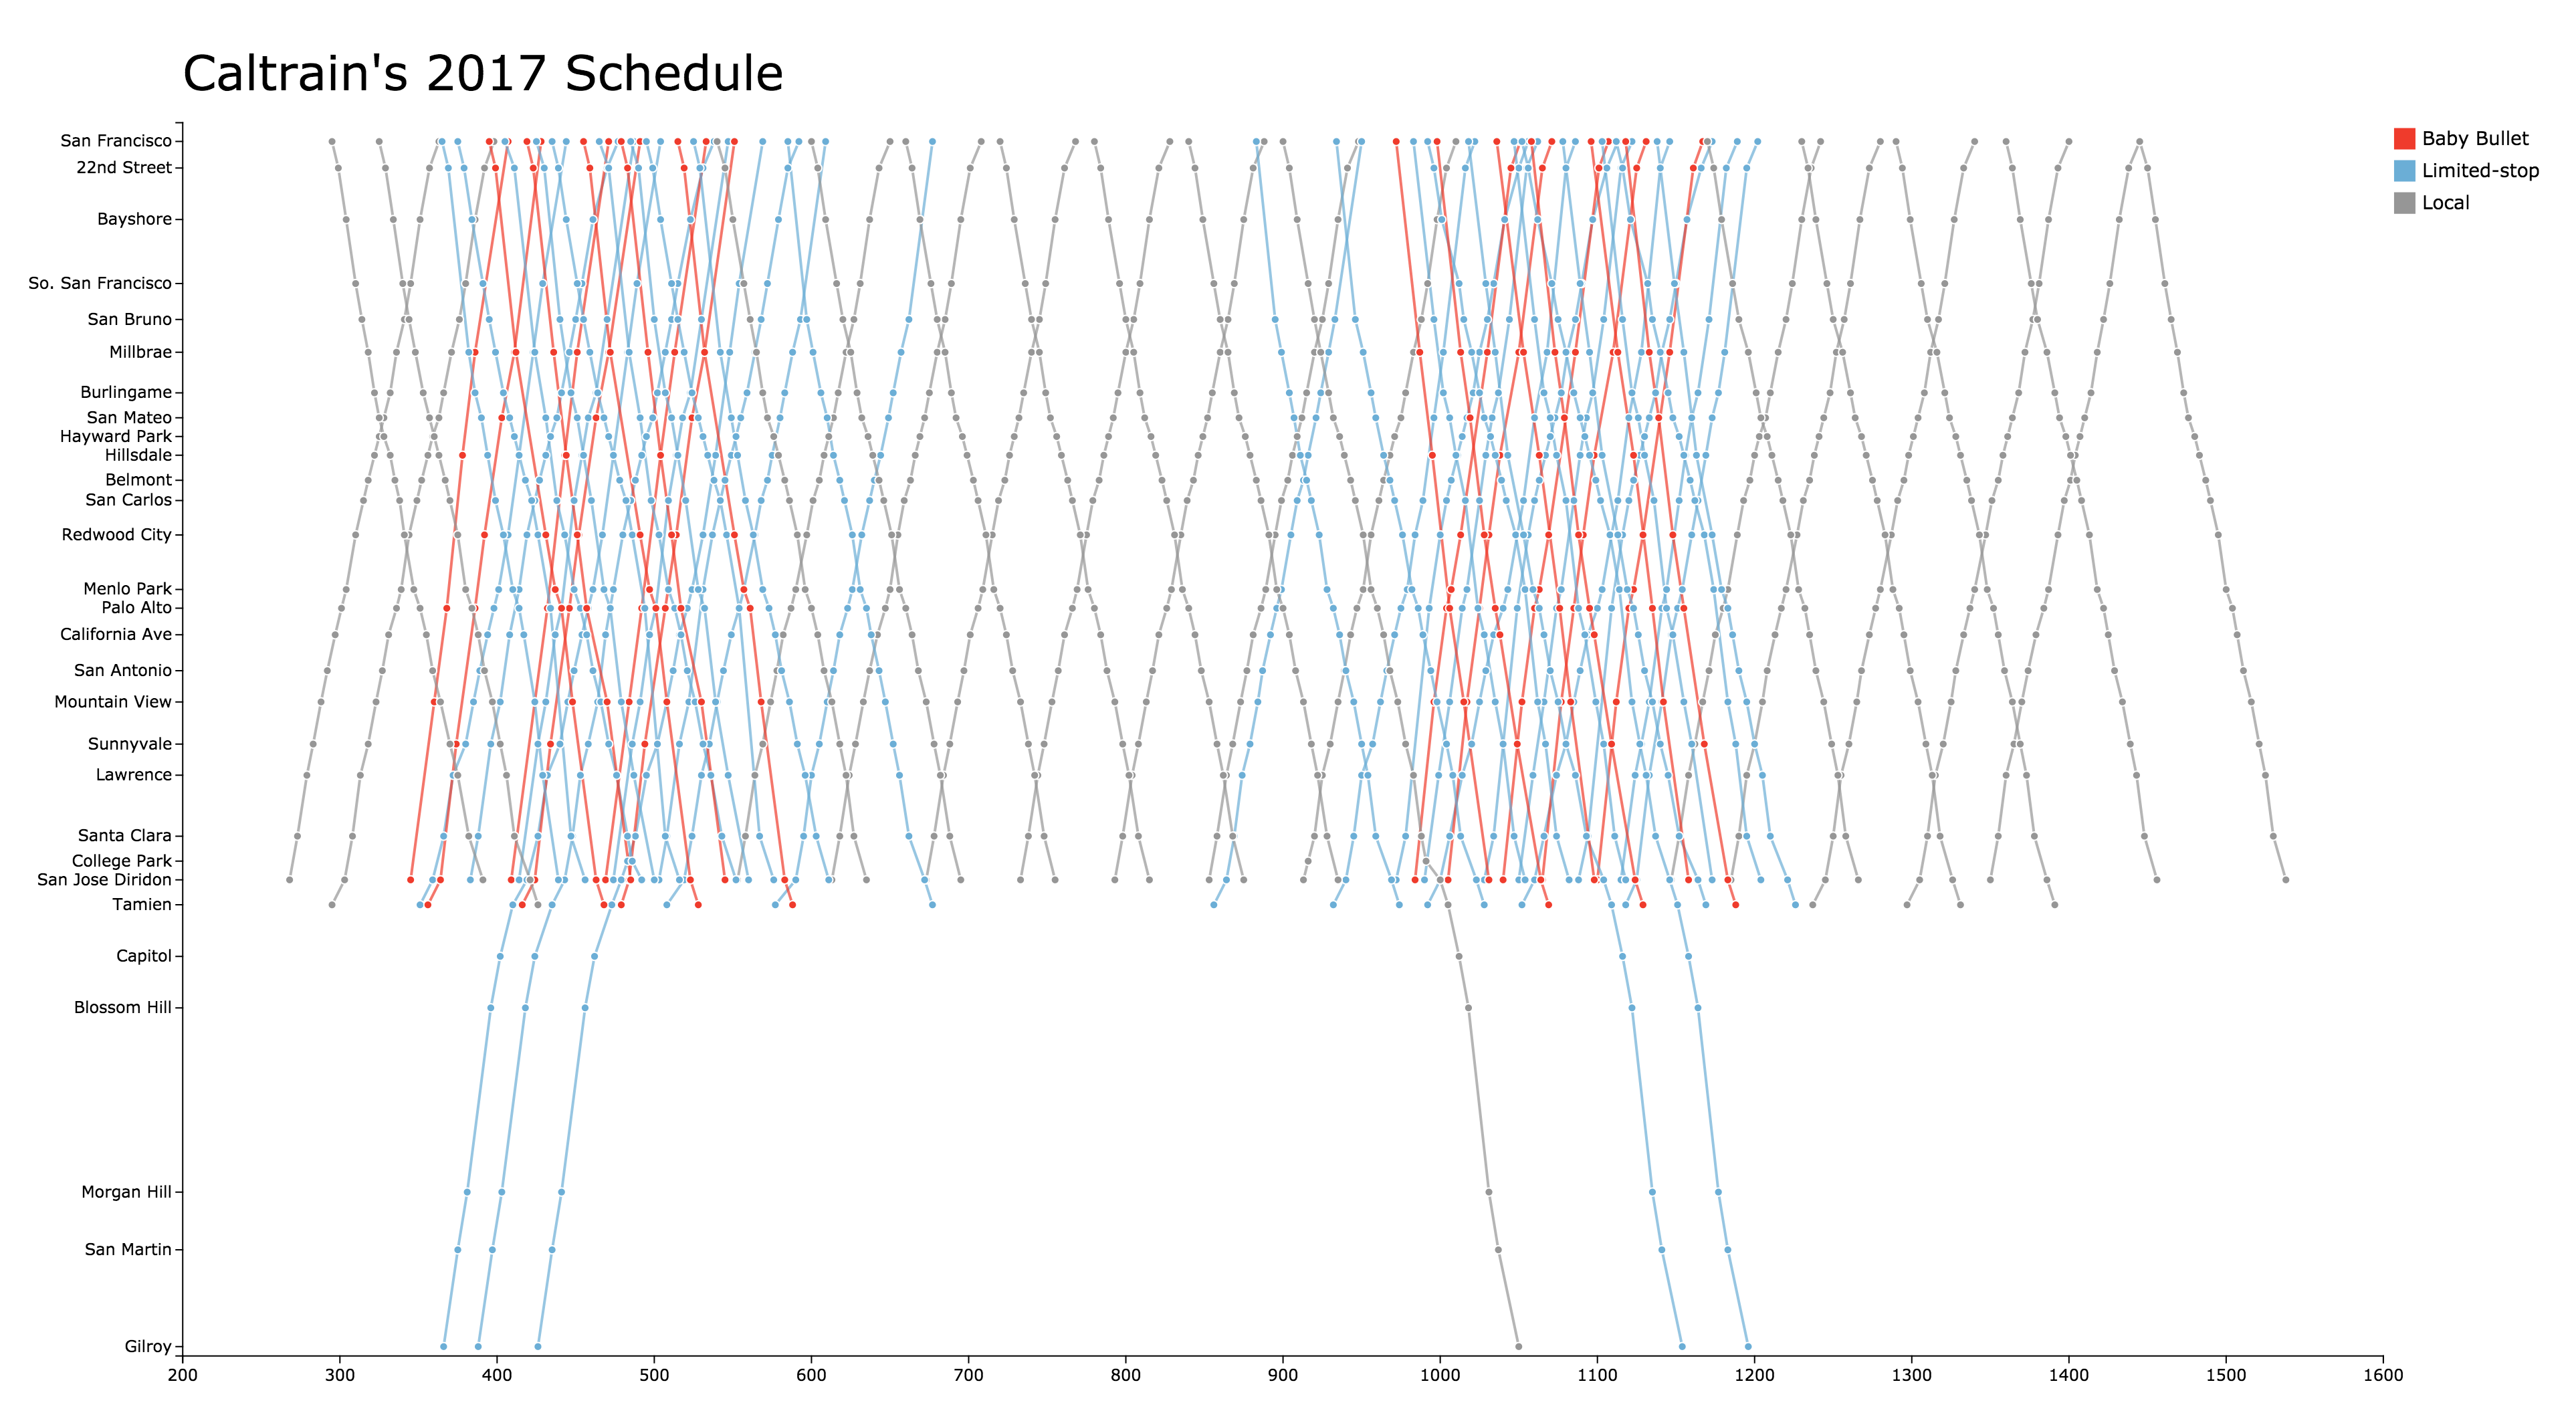 Caltrain's 2017 Schedule
Baby Bullet
Limited-stop
Local
San Francisco
22nd Street
Bayshore
So. San Francisco
San Bruno
Millbrae
Burlingame
San Mateo
Hayward Park
Hillsdale
Belmont
San Carlos
Redwood City
Menlo Park
Palo Alto
California Ave
San Antonio
Mountain View
Sunnyvale
Lawrence
Santa Clara
College Park
San Jose Diridon
Tamien
Capitol
Blossom Hill
Morgan Hill
San Martin
Gilroy
200 300 400 500 600 700 800 900 1000 1100 1200 1300 1400 1500 1600